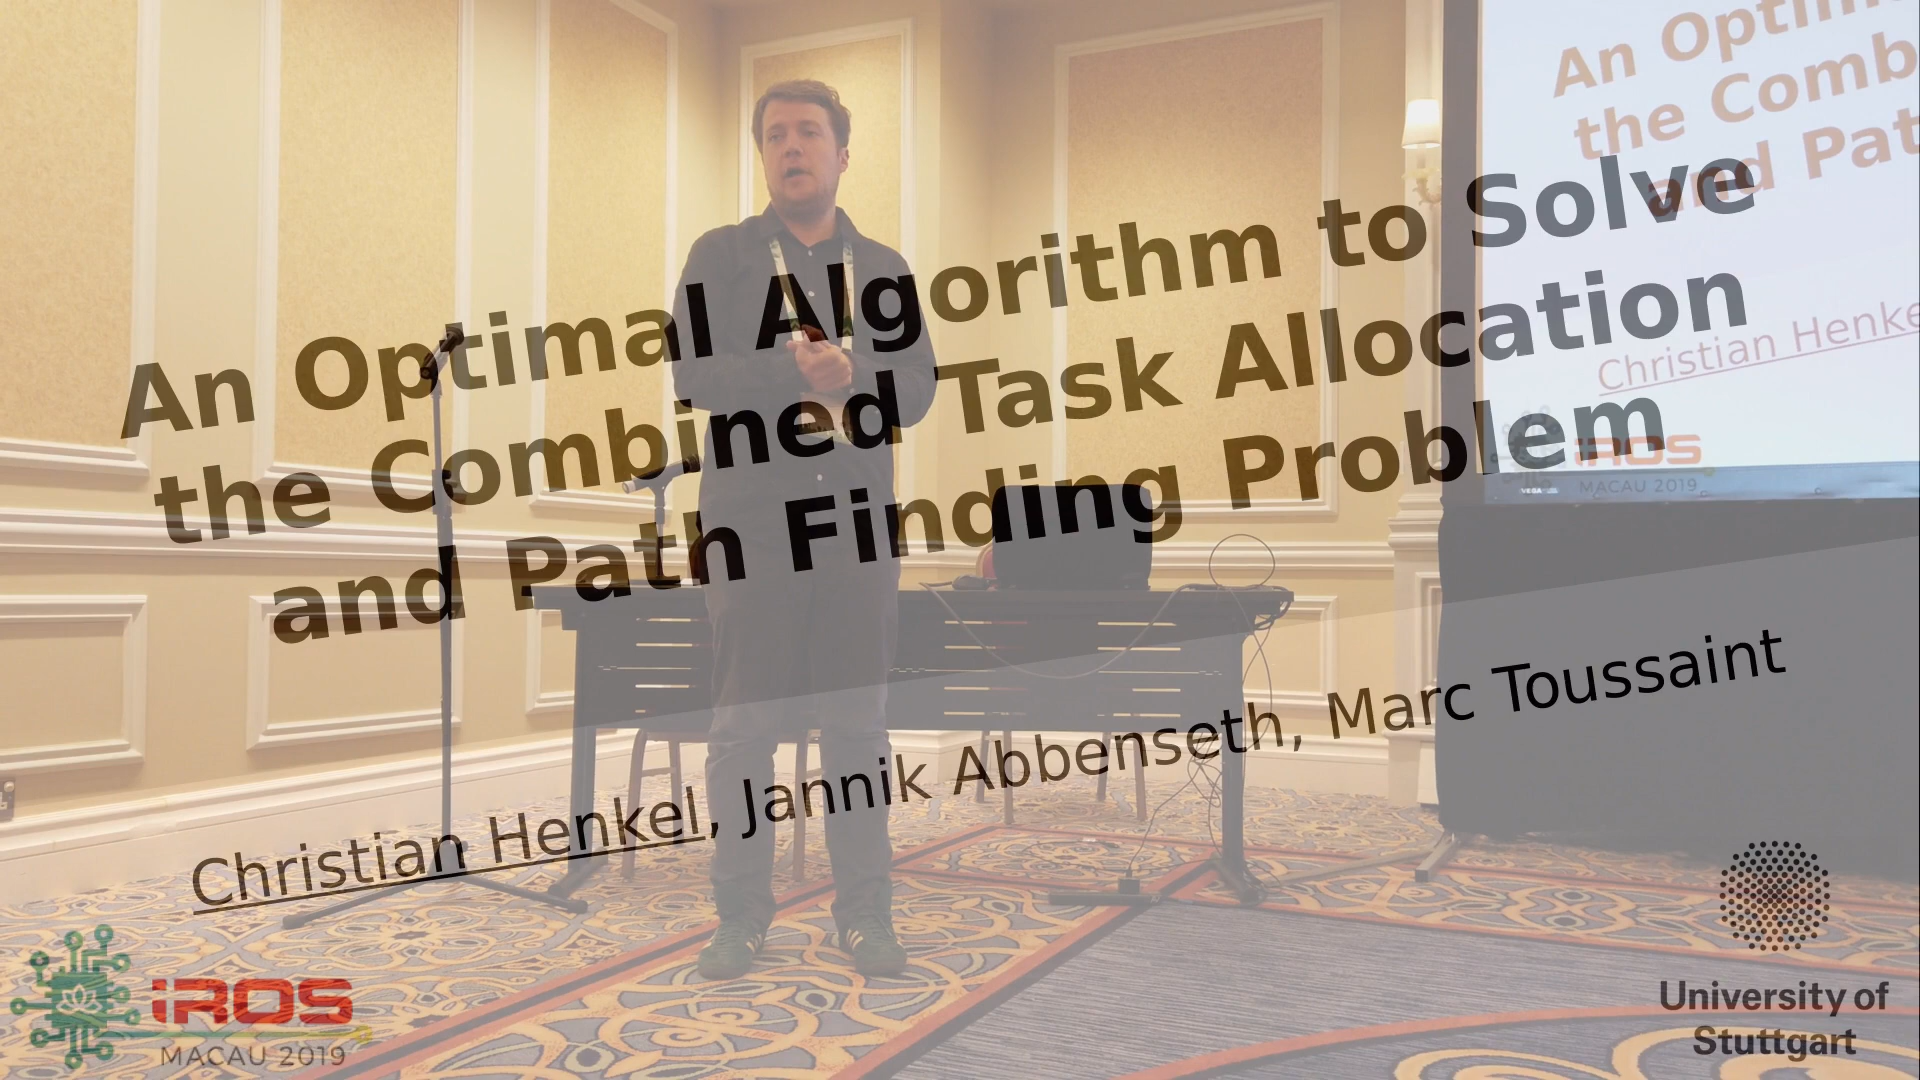 An Optim
the Comb
and Pat
Christian Henke
iROS
MACAU 2019
An Optimal Algorithm to Solve
the Combined Task Allocation
and Path Finding Problem
Christian Henkel, Jannik Abbenseth, Marc Toussaint
iROS
MACAU 2019
University of
Stuttgart